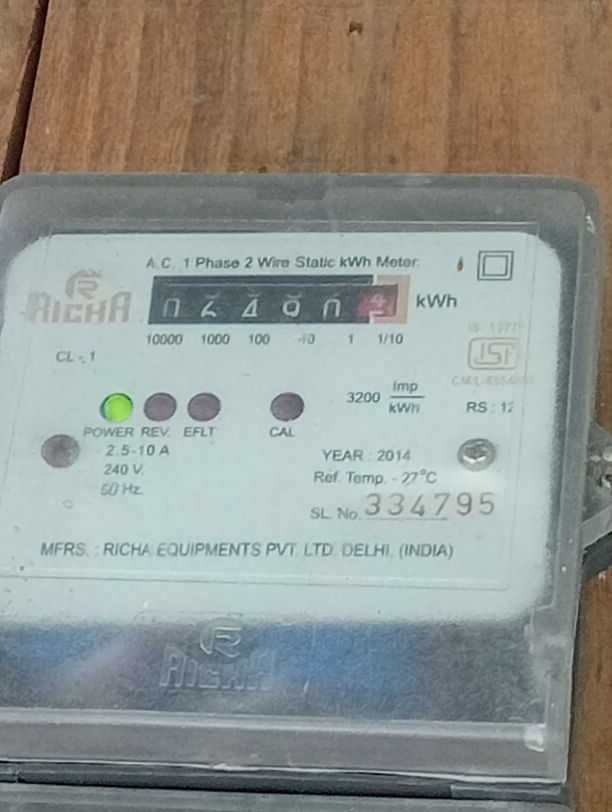 A.C. 1 Phase 2 Wire Static kWh Meter.
RICHA
kWh
10000 1000 100 10 1 1/10
CL - 1
3200 Imp/kWh
RS : 12
POWER REV. EFLT CAL
2.5-10 A
240 V.
50 Hz.
YEAR : 2014
Ref. Temp. - 27°C
SL. No. 334795
MFRS. : RICHA EQUIPMENTS PVT. LTD. DELHI. (INDIA)
RICHA